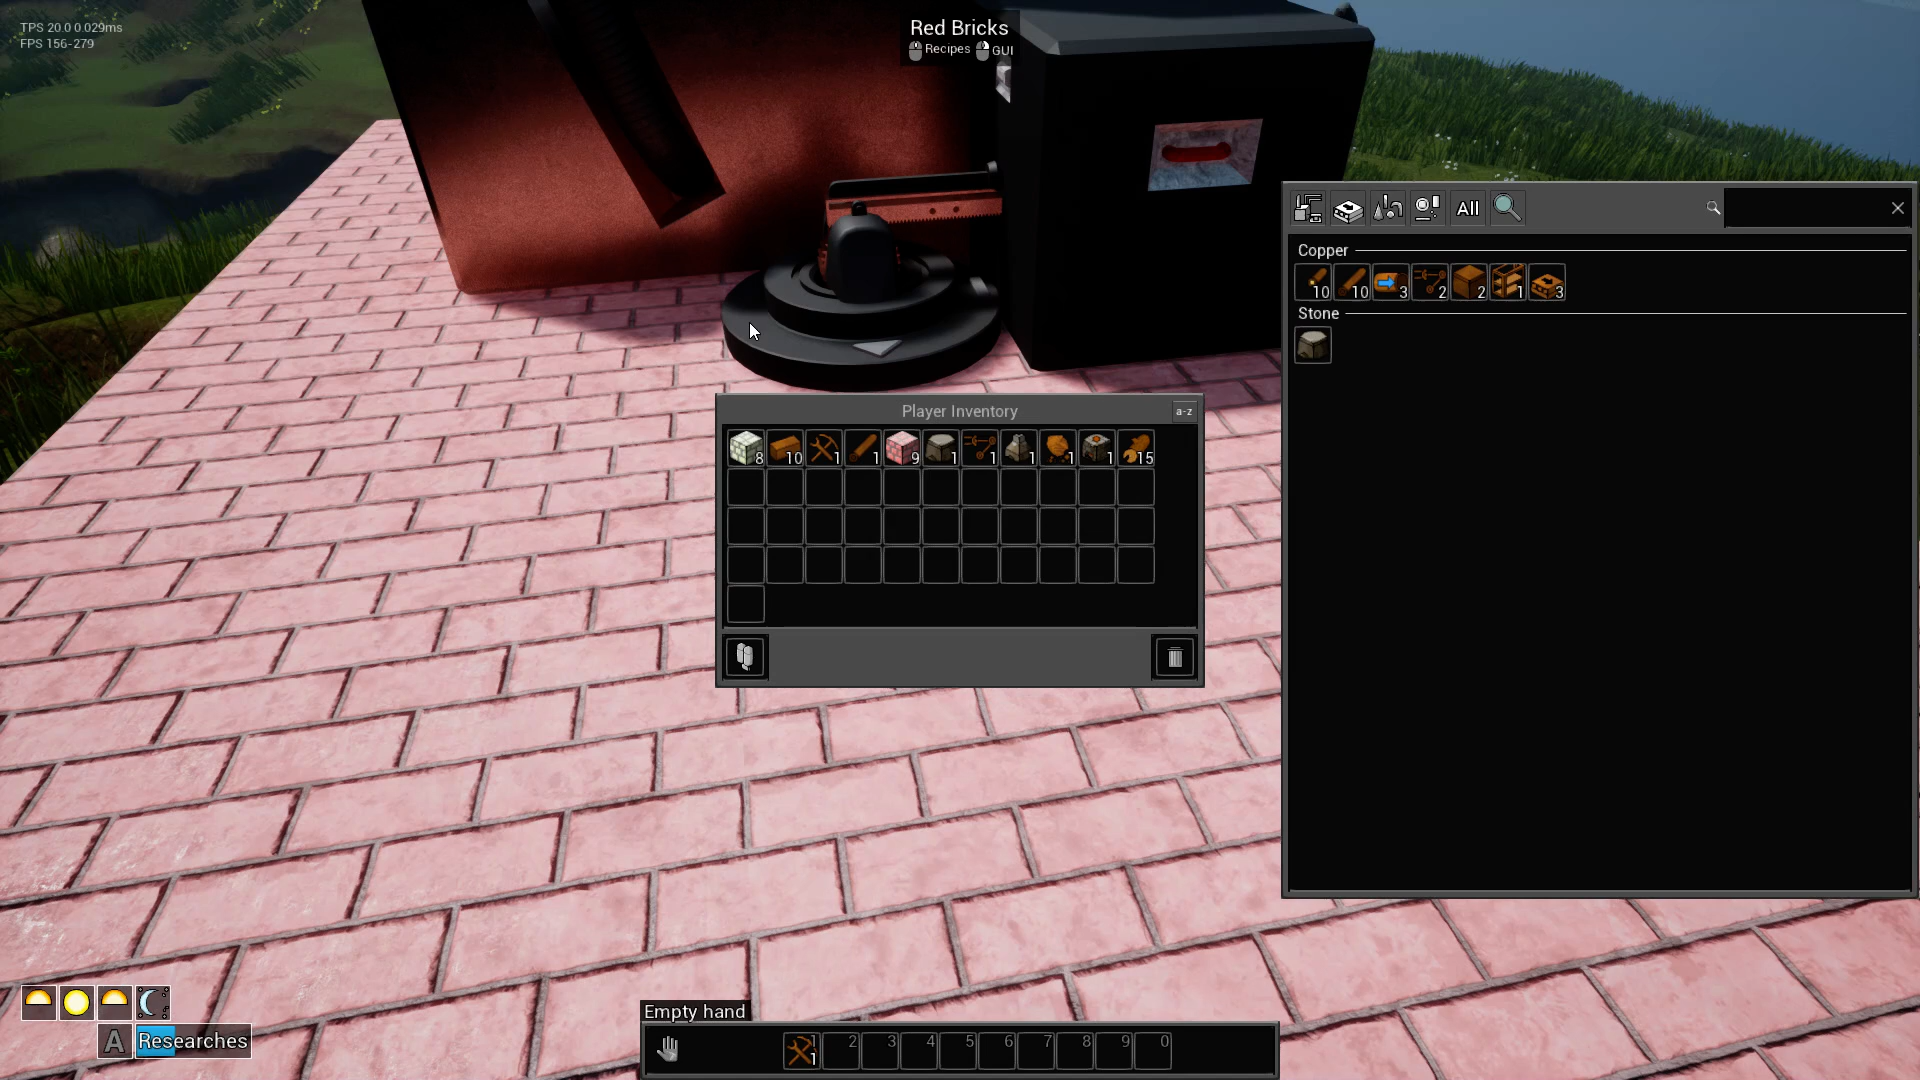 TPS 20.0 0.029ms
FPS 156-279
Red Bricks
Recipes GUI
All
Copper
10 10 3 2 2 1 3
Stone
Player Inventory
a-z
8 10 1 1 9 1 1 1 1 1 15
Empty hand
1 1 2 3 4 5 6 7 8 9 0
A Researches